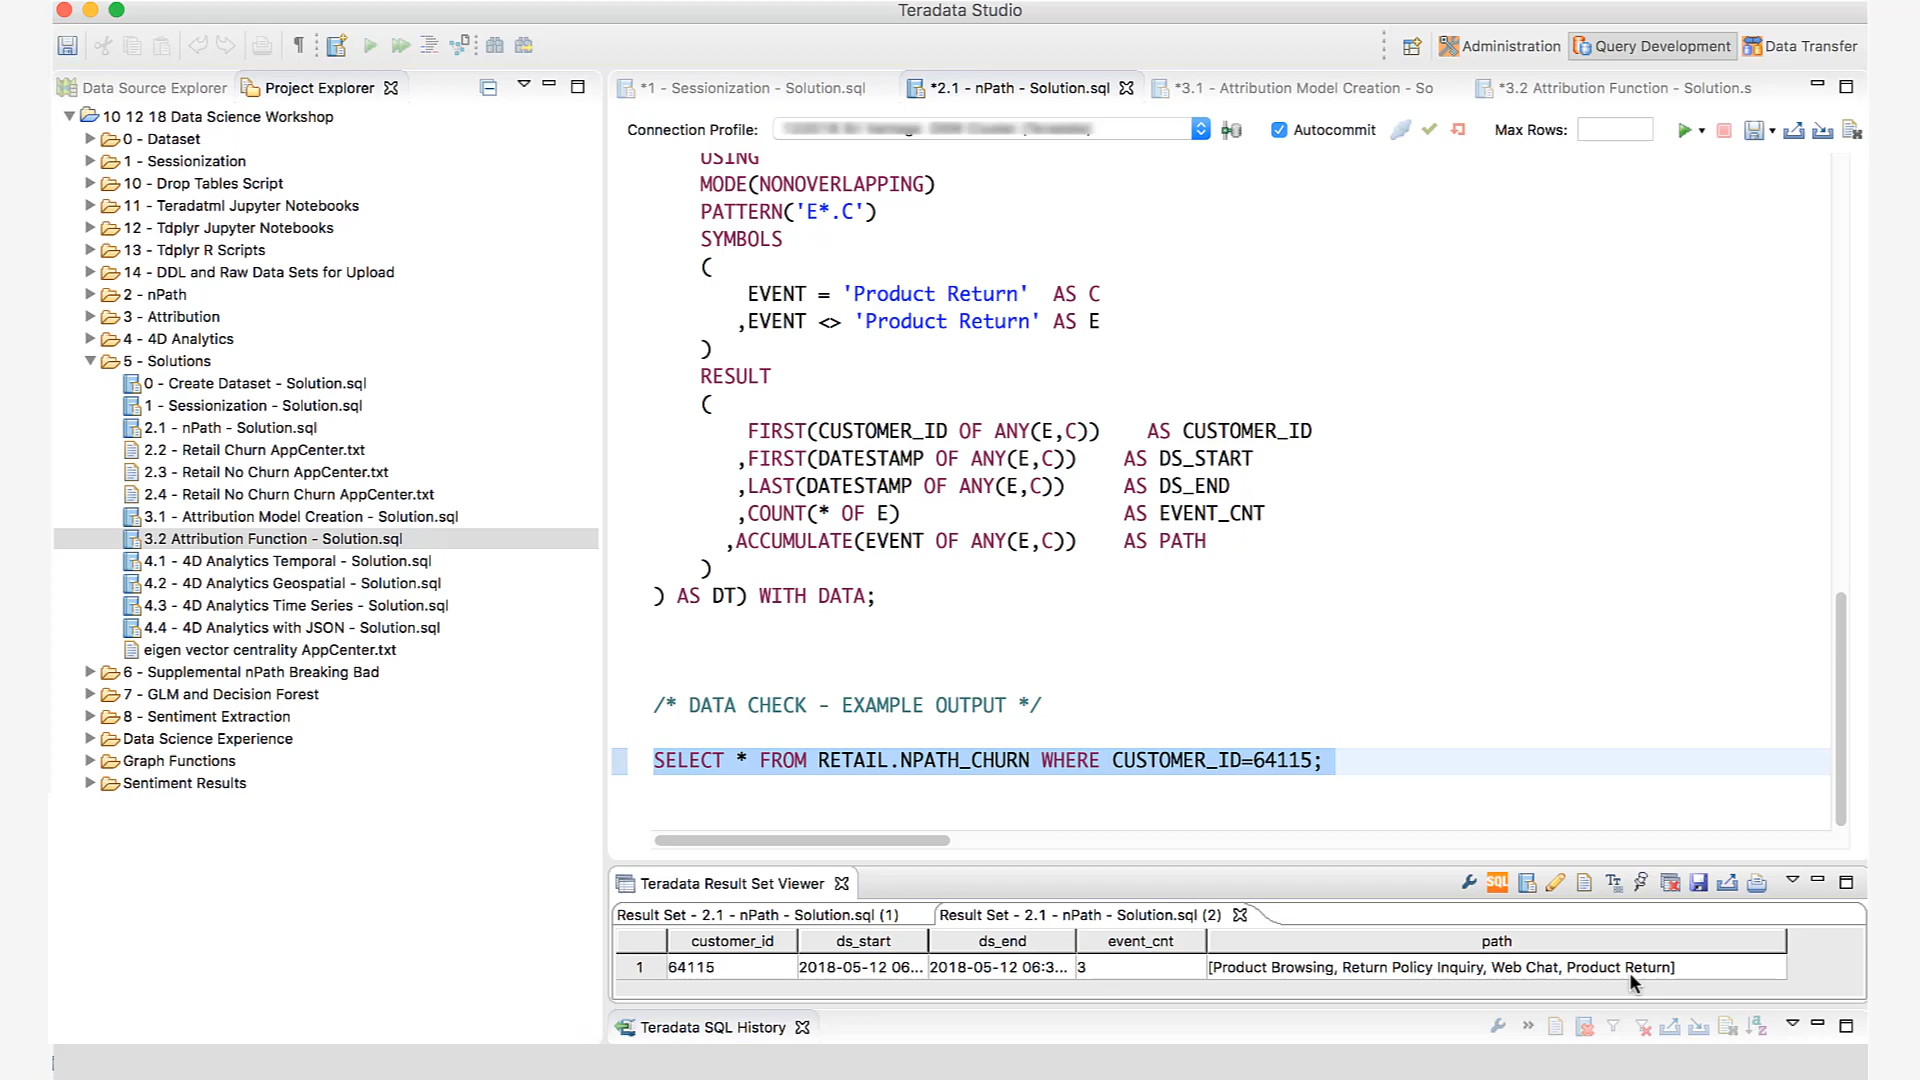 Teradata Studio
Administration
Query Development
Data Transfer
Data Source Explorer
Project Explorer
*1 - Sessionization - Solution.sql
*2.1 - nPath - Solution.sql
*3.1 - Attribution Model Creation - So
*3.2 Attribution Function - Solution.s
Connection Profile:
Autocommit
Max Rows:
10 12 18 Data Science Workshop
0 - Dataset
1 - Sessionization
10 - Drop Tables Script
11 - Teradatml Jupyter Notebooks
12 - Tdplyr Jupyter Notebooks
13 - Tdplyr R Scripts
14 - DDL and Raw Data Sets for Upload
2 - nPath
3 - Attribution
4 - 4D Analytics
5 - Solutions
0 - Create Dataset - Solution.sql
1 - Sessionization - Solution.sql
2.1 - nPath - Solution.sql
2.2 - Retail Churn AppCenter.txt
2.3 - Retail No Churn AppCenter.txt
2.4 - Retail No Churn Churn AppCenter.txt
3.1 - Attribution Model Creation - Solution.sql
3.2 Attribution Function - Solution.sql
4.1 - 4D Analytics Temporal - Solution.sql
4.2 - 4D Analytics Geospatial - Solution.sql
4.3 - 4D Analytics Time Series - Solution.sql
4.4 - 4D Analytics with JSON - Solution.sql
eigen vector centrality AppCenter.txt
6 - Supplemental nPath Breaking Bad
7 - GLM and Decision Forest
8 - Sentiment Extraction
Data Science Experience
Graph Functions
Sentiment Results
USING
MODE(NONOVERLAPPING)
PATTERN('E*.C')
SYMBOLS
(
EVENT = 'Product Return' AS C
,EVENT <> 'Product Return' AS E
)
RESULT
(
FIRST(CUSTOMER_ID OF ANY(E,C)) AS CUSTOMER_ID
,FIRST(DATESTAMP OF ANY(E,C)) AS DS_START
,LAST(DATESTAMP OF ANY(E,C)) AS DS_END
,COUNT(* OF E) AS EVENT_CNT
,ACCUMULATE(EVENT OF ANY(E,C)) AS PATH
)
) AS DT) WITH DATA;
/* DATA CHECK - EXAMPLE OUTPUT */
SELECT * FROM RETAIL.NPATH_CHURN WHERE CUSTOMER_ID=64115;
Teradata Result Set Viewer
SQL
Result Set - 2.1 - nPath - Solution.sql (1)
Result Set - 2.1 - nPath - Solution.sql (2)
customer_id ds_start ds_end event_cnt path
1 64115 2018-05-12 06... 2018-05-12 06:3... 3 [Product Browsing, Return Policy Inquiry, Web Chat, Product Return]
Teradata SQL History